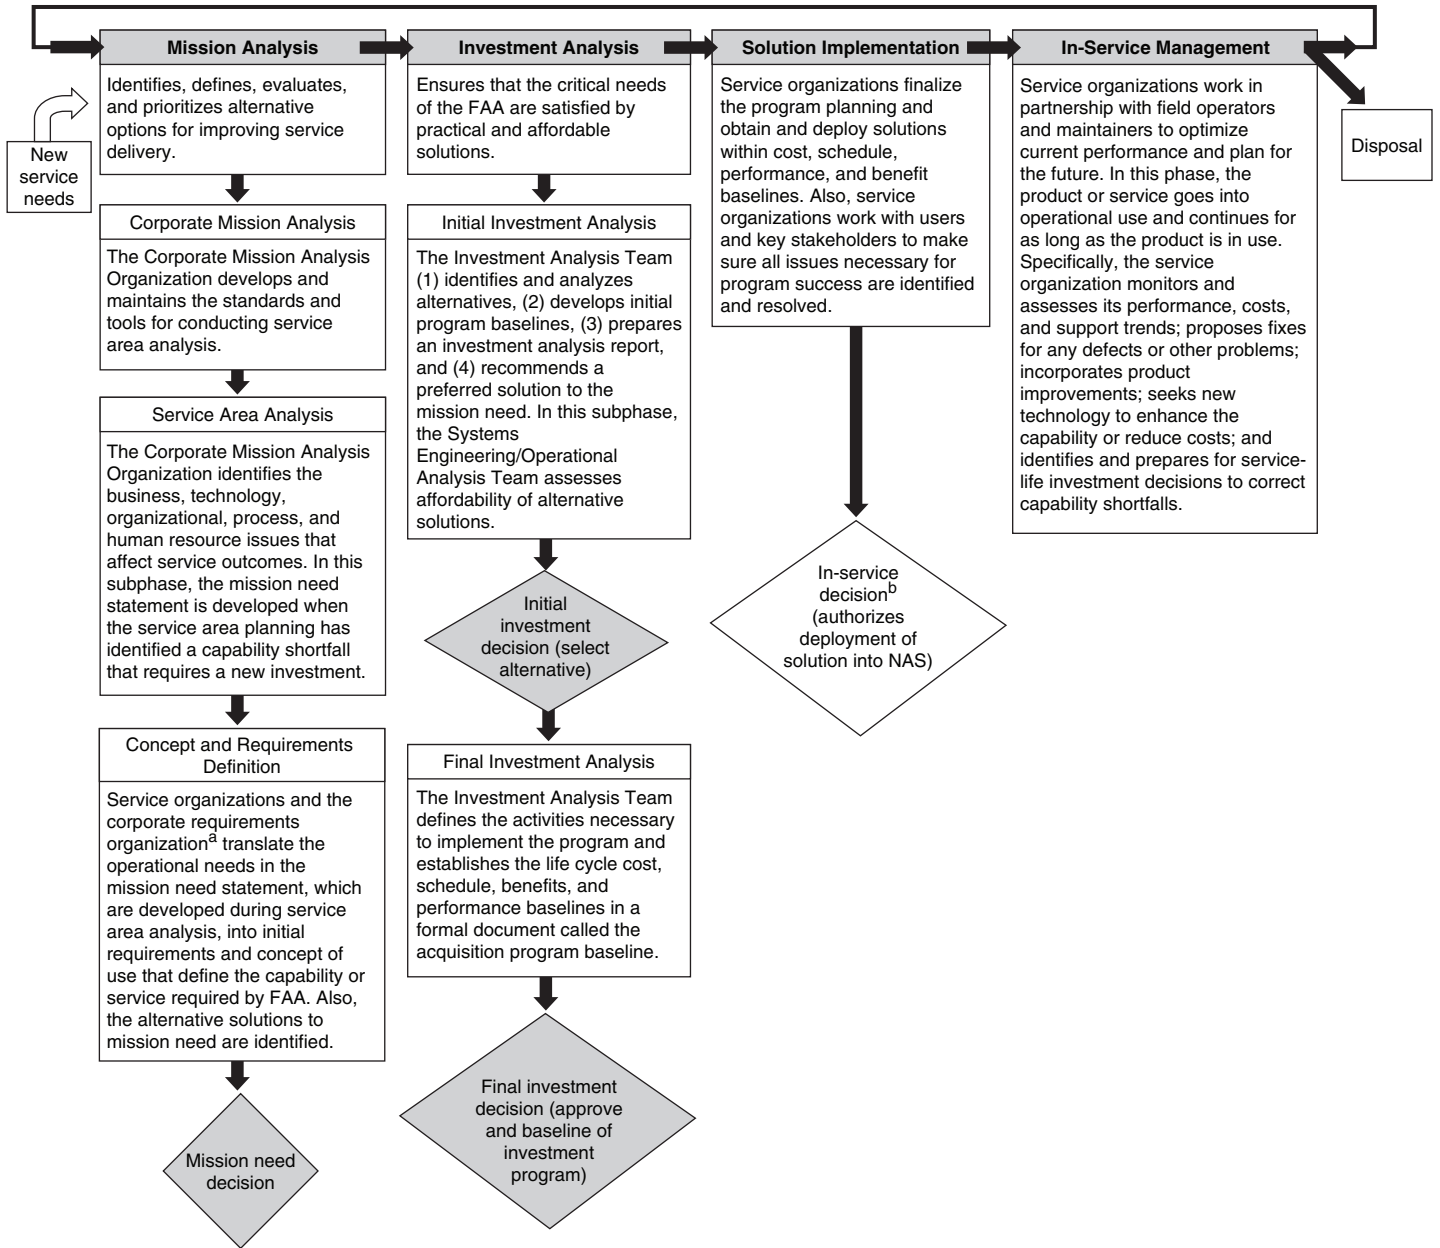 New
service
needs
Mission Analysis
Identifies, defines, evaluates,
and prioritizes alternative
options for improving service
delivery.
Corporate Mission Analysis
The Corporate Mission Analysis
Organization develops and
maintains the standards and
tools for conducting service
area analysis.
Service Area Analysis
The Corporate Mission Analysis
Organization identifies the
business, technology,
organizational, process, and
human resource issues that
affect service outcomes. In this
subphase, the mission need
statement is developed when
the service area planning has
identified a capability shortfall
that requires a new investment.
Concept and Requirements
Definition
Service organizations and the
corporate requirements
organizationa translate the
operational needs in the
mission need statement, which
are developed during service
area analysis, into initial
requirements and concept of
use that define the capability or
service required by FAA. Also,
the alternative solutions to
mission need are identified.
Mission need
decision
Investment Analysis
Ensures that the critical needs
of the FAA are satisfied by
practical and affordable
solutions.
Initial Investment Analysis
The Investment Analysis Team
(1) identifies and analyzes
alternatives, (2) develops initial
program baselines, (3) prepares
an investment analysis report,
and (4) recommends a
preferred solution to the
mission need. In this subphase,
the Systems
Engineering/Operational
Analysis Team assesses
affordability of alternative
solutions.
Initial
investment
decision (select
alternative)
Final Investment Analysis
The Investment Analysis Team
defines the activities necessary
to implement the program and
establishes the life cycle cost,
schedule, benefits, and
performance baselines in a
formal document called the
acquisition program baseline.
Final investment
decision (approve
and baseline of
investment
program)
Solution Implementation
Service organizations finalize
the program planning and
obtain and deploy solutions
within cost, schedule,
performance, and benefit
baselines. Also, service
organizations work with users
and key stakeholders to make
sure all issues necessary for
program success are identified
and resolved.
In-service
decisionb
(authorizes
deployment of
solution into NAS)
In-Service Management
Service organizations work in
partnership with field operators
and maintainers to optimize
current performance and plan for
the future. In this phase, the
product or service goes into
operational use and continues for
as long as the product is in use.
Specifically, the service
organization monitors and
assesses its performance, costs,
and support trends; proposes fixes
for any defects or other problems;
incorporates product
improvements; seeks new
technology to enhance the
capability or reduce costs; and
identifies and prepares for service-
life investment decisions to correct
capability shortfalls.
Disposal